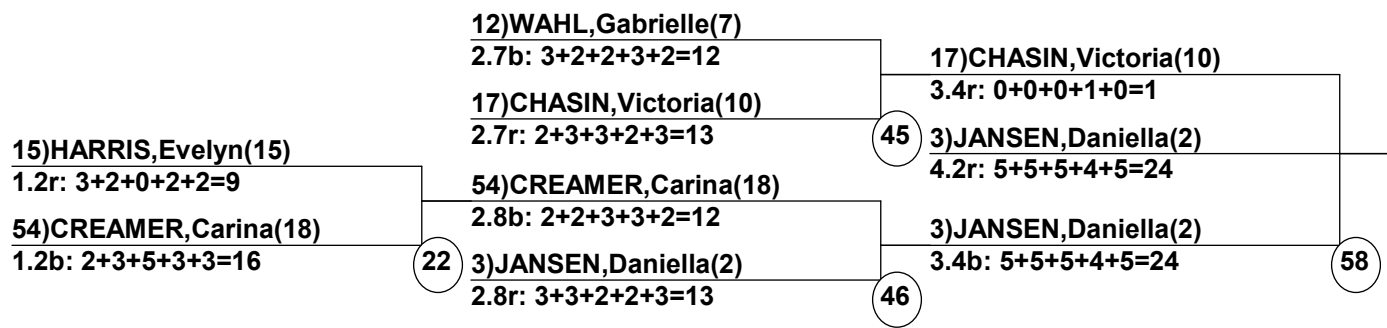 12)WAHL,Gabrielle(7)
2.7b: 3+2+2+3+2=12
17)CHASIN,Victoria(10)
3.4r: 0+0+0+1+0=1
17)CHASIN,Victoria(10)
2.7r: 2+3+3+2+3=13
45
3)JANSEN,Daniella(2)
4.2r: 5+5+5+4+5=24
15)HARRIS,Evelyn(15)
1.2r: 3+2+0+2+2=9
54)CREAMER,Carina(18)
2.8b: 2+2+3+3+2=12
54)CREAMER,Carina(18)
1.2b: 2+3+5+3+3=16
22
3)JANSEN,Daniella(2)
3.4b: 5+5+5+4+5=24
58
3)JANSEN,Daniella(2)
2.8r: 3+3+2+2+3=13
46